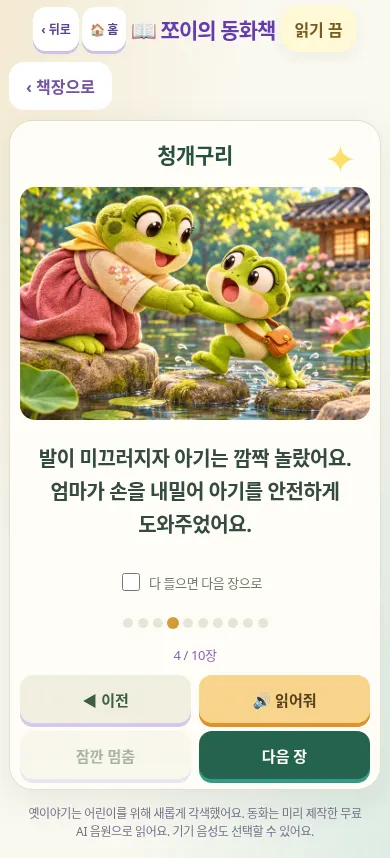 ‹ 뒤로 🏠 홈 📖 쪼이의 동화책 읽기 끔
‹ 책장으로
청개구리
발이 미끄러지자 아기는 깜짝 놀랐어요.
엄마가 손을 내밀어 아기를 안전하게
도와주었어요.
다 들으면 다음 장으로
4 / 10장
◀ 이전 🔊 읽어줘
잠깐 멈춤 다음 장
옛이야기는 어린이를 위해 새롭게 각색했어요. 동화는 미리 제작한 무료
AI 음원으로 읽어요. 기기 음성도 선택할 수 있어요.